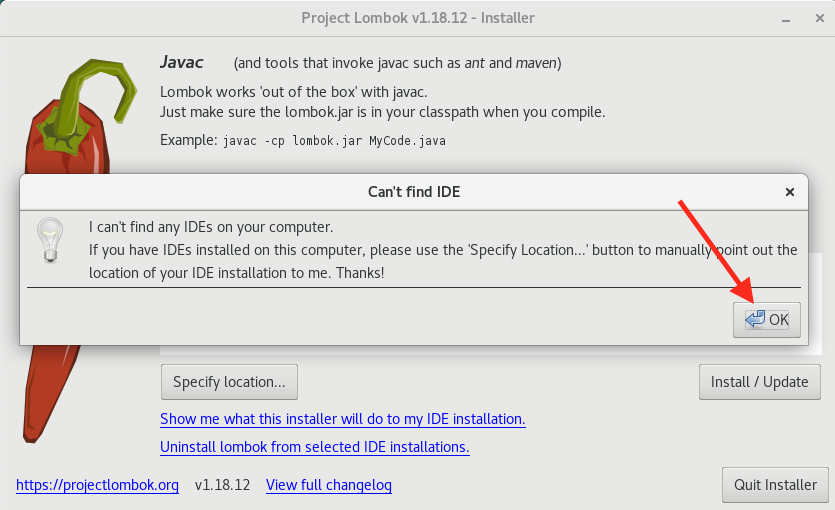 Project Lombok v1.18.12 - Installer
Javac (and tools that invoke javac such as ant and maven)
Lombok works 'out of the box' with javac.
Just make sure the lombok.jar is in your classpath when you compile.
Example: javac -cp lombok.jar MyCode.java
Can't find IDE
I can't find any IDEs on your computer.
If you have IDEs installed on this computer, please use the 'Specify Location...' button to manually point out the
location of your IDE installation to me. Thanks!
OK
Specify location... Install / Update
Show me what this installer will do to my IDE installation.
Uninstall lombok from selected IDE installations.
https://projectlombok.org v1.18.12 View full changelog Quit Installer